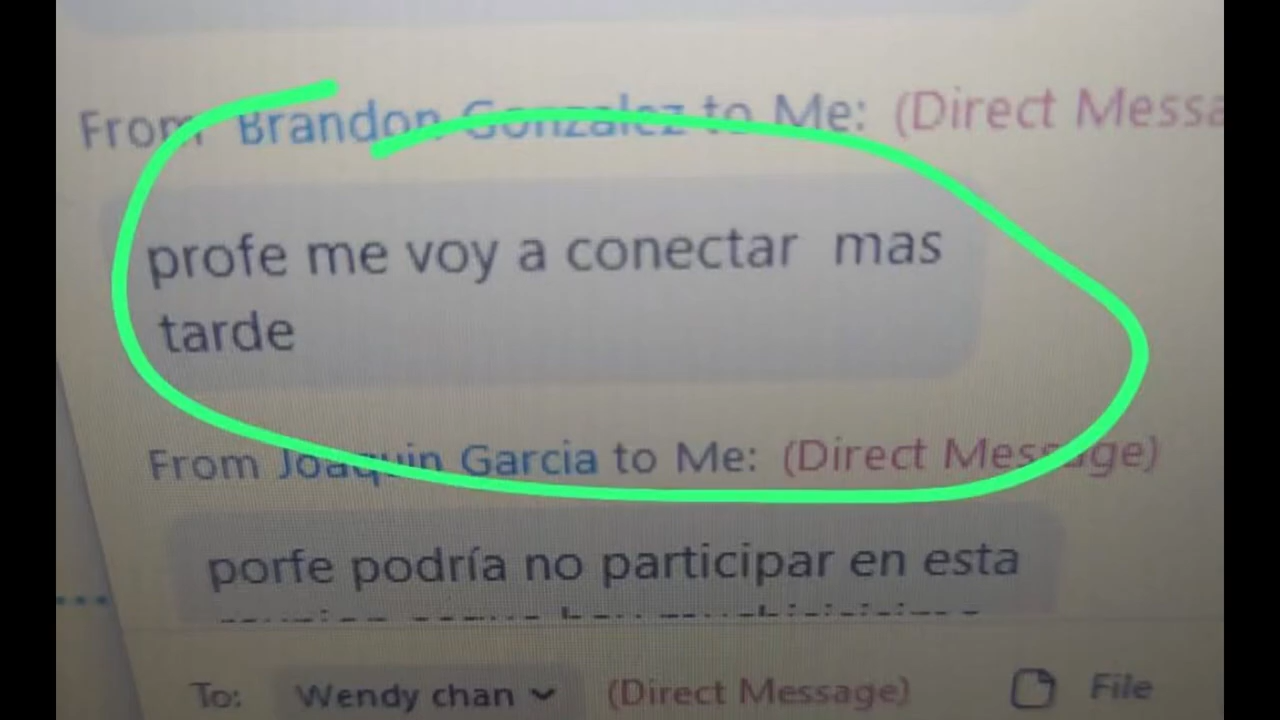 From Brandon Gonzalez to Me: (Direct Messa
profe me voy a conectar mas
tarde
From Joaquin Garcia to Me: (Direct Message)
porfe podría no participar en esta
To: Wendy chan (Direct Message) File